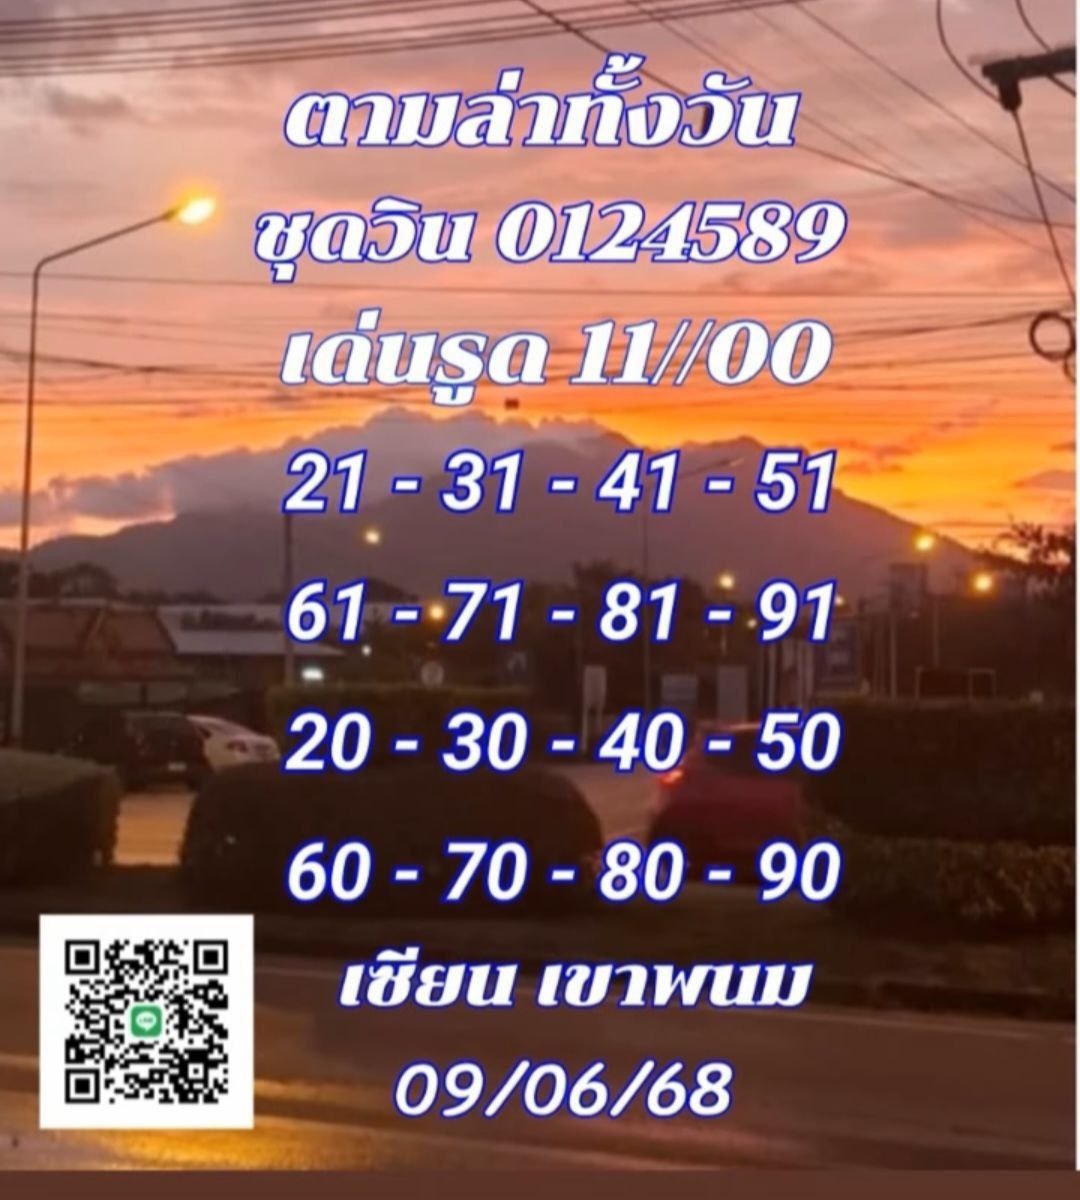 ตามล่าทั้งวัน
ชุดวิน 0124589
เด่นรูด 11//00
21 - 31 - 41 - 51
61 - 71 - 81 - 91
20 - 30 - 40 - 50
60 - 70 - 80 - 90
เซียน เขาพนม
09/06/68